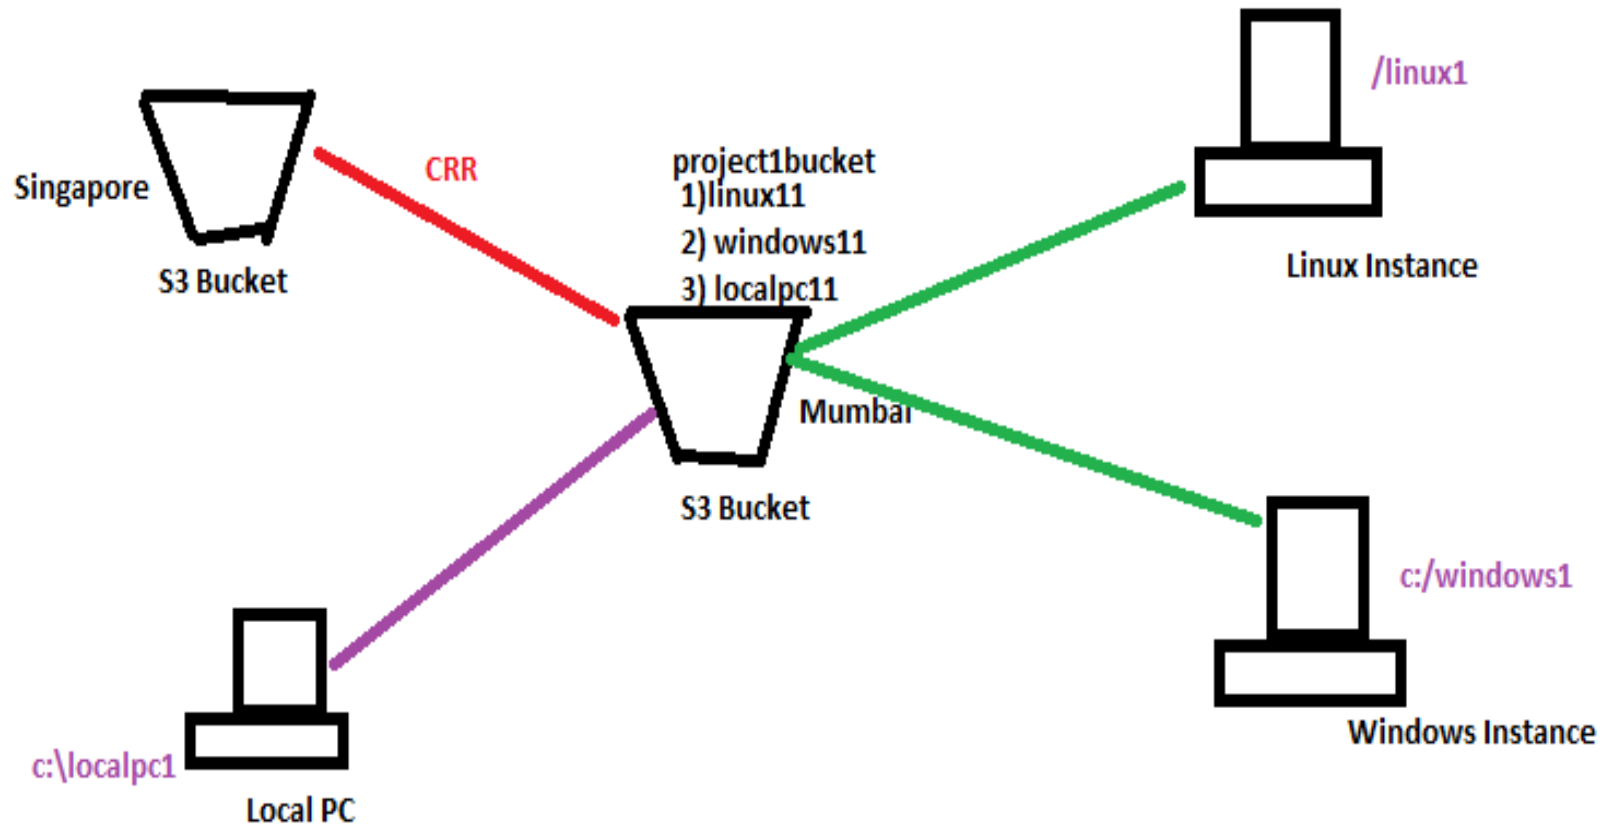 /linux1
CRR
project1bucket
1)linux11
Singapore
2) windows11
Linux Instance
S3 Bucket
3) localpc11
Mumbai
S3 Bucket
c:/windows1
Windows Instance
c:\localpc1
Local PC